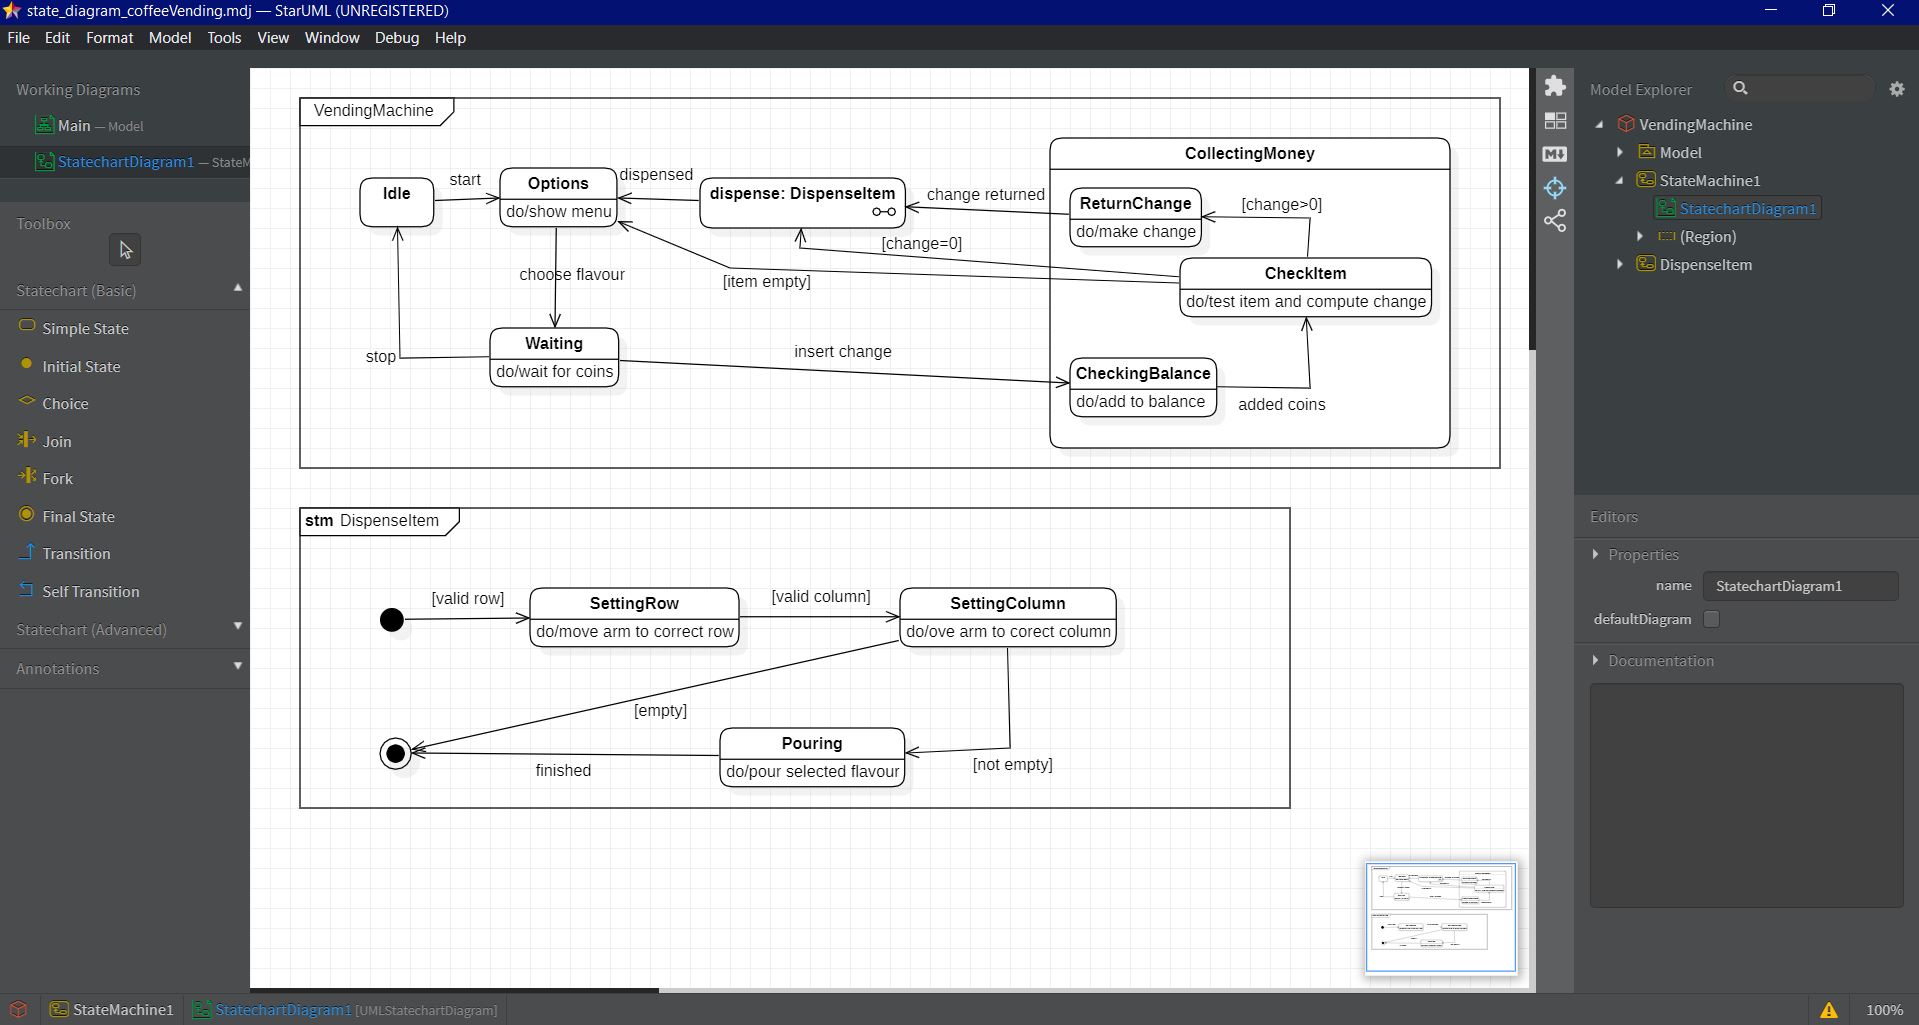 state_diagram_coffeeVending.mdj — StarUML (UNREGISTERED)
File Edit Format Model Tools View Window Debug Help
Working Diagrams
Main — Model
StatechartDiagram1 — StateM
Toolbox
Statechart (Basic)
Simple State
Initial State
Choice
Join
Fork
Final State
Transition
Self Transition
Statechart (Advanced)
Annotations
VendingMachine
CollectingMoney
Idle
start
Options
do/show menu
dispensed
dispense: DispenseItem
change returned
ReturnChange
do/make change
[change>0]
[change=0]
CheckItem
do/test item and compute change
choose flavour
[item empty]
stop
Waiting
do/wait for coins
insert change
CheckingBalance
do/add to balance
added coins
stm DispenseItem
[valid row]
SettingRow
do/move arm to correct row
[valid column]
SettingColumn
do/ove arm to corect column
[empty]
Pouring
do/pour selected flavour
finished
[not empty]
Model Explorer
VendingMachine
Model
StateMachine1
StatechartDiagram1
(Region)
DispenseItem
Editors
Properties
name StatechartDiagram1
defaultDiagram
Documentation
StateMachine1 StatechartDiagram1 [UMLStatechartDiagram]
100%